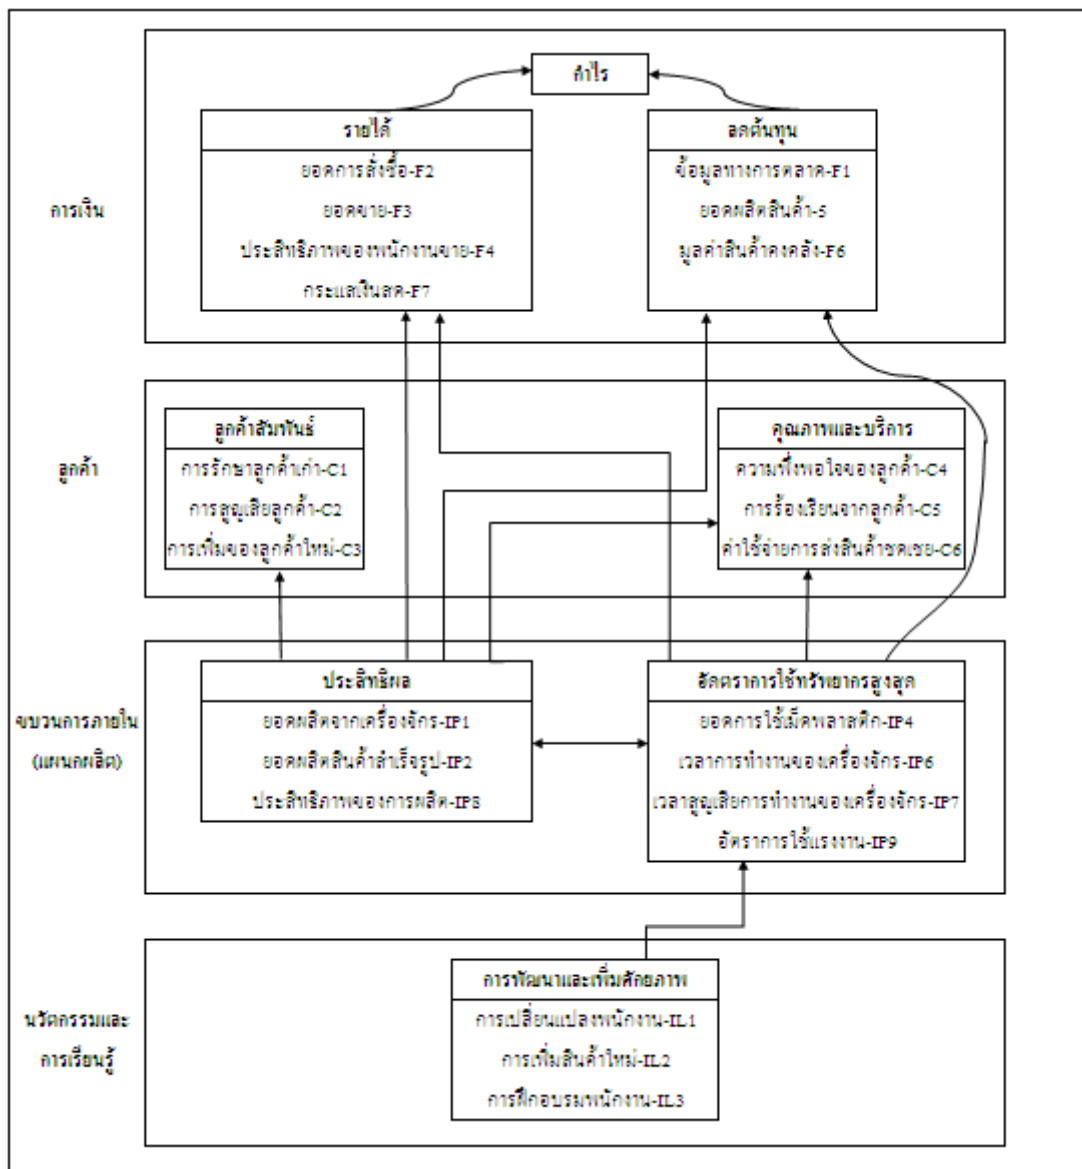 กำไร
รายได้
ยอดการสั่งซื้อ-F2
ยอดขาย-F3
ประสิทธิภาพของพนักงานขาย-F4
กระแสเงินสด-F7
ลดต้นทุน
ข้อมูลทางการตลาด-F1
ยอดผลิตสินค้า-5
มูลค่าสินค้าคงคลัง-F6
การเงิน
ลูกค้าสัมพันธ์
การรักษาลูกค้าเก่า-C1
การสูญเสียลูกค้า-C2
การเพิ่มของลูกค้าใหม่-C3
คุณภาพและบริการ
ความพึ่งพอใจของลูกค้า-C4
การร้องเรียนจากลูกค้า-C5
ค่าใช้จ่ายการส่งสินค้าชดเชย-C6
ลูกค้า
ประสิทธิผล
ยอดผลิตจากเครื่องจักร-IP1
ยอดผลิตสินค้าสำเร็จรูป-IP2
ประสิทธิภาพของการผลิต-IP8
อัตราการใช้ทรัพยากรสูงสุด
ยอดการใช้เม็ดพลาสติก-IP4
เวลาการทำงานของเครื่องจักร-IP6
เวลาสูญเสียการทำงานของเครื่องจักร-IP7
อัตราการใช้แรงงาน-IP9
ขบวนการภายใน
(แผนกผลิต)
การพัฒนาและเพิ่มศักยภาพ
การเปลี่ยนแปลงพนักงาน-IL1
การเพิ่มสินค้าใหม่-IL2
การฝึกอบรมพนักงาน-IL3
นวัตกรรมและ
การเรียนรู้